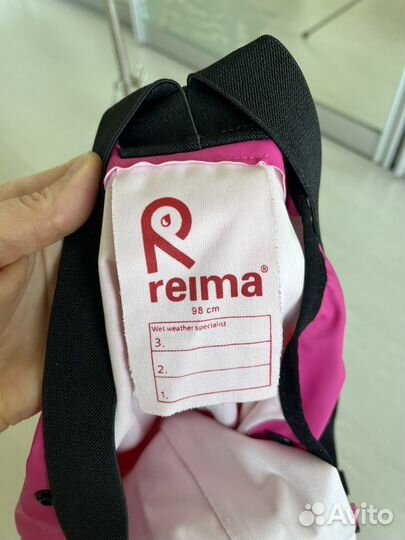 reima®
98 cm
Wet weather specialist
3.
2.
1.
Avito